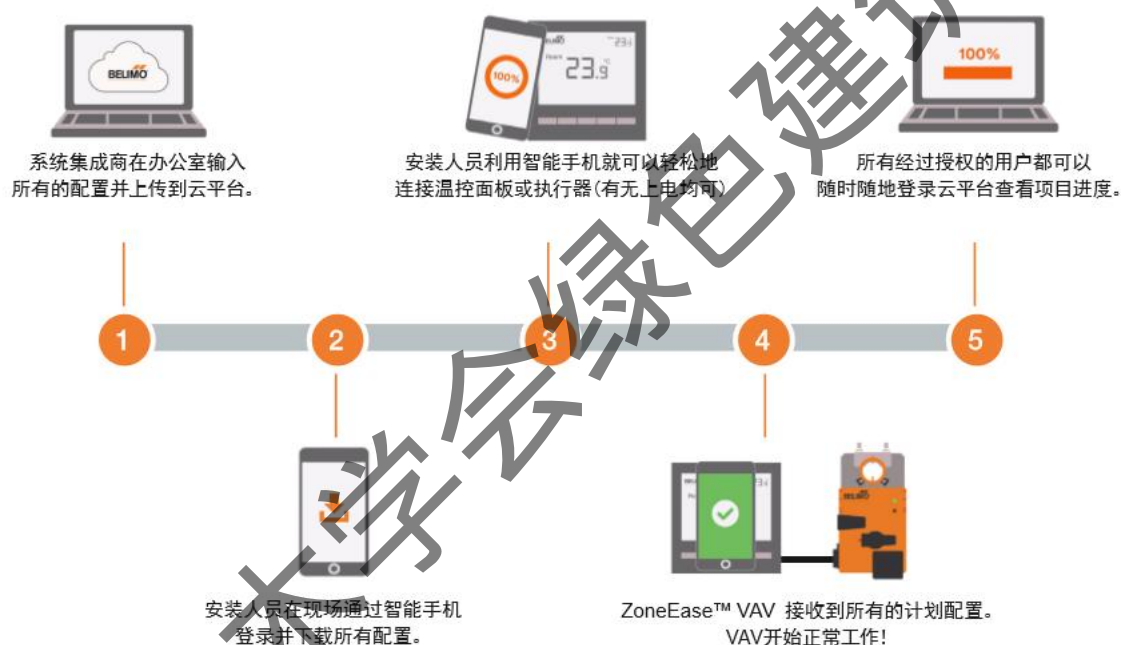 BELIMO
系统集成商在办公室输入
所有的配置并上传到云平台。
100%
BELIMO
23.9
安装人员利用智能手机就可以轻松地
连接温控面板或执行器(有无上电均可)
100%
所有经过授权的用户都可以
随时随地登录云平台查看项目进度。
1
2
3
4
5
安装人员在现场通过智能手机
登录并下载所有配置。
BELIMO
ZoneEase™ VAV 接收到所有的计划配置。
VAV开始正常工作!
木学会绿色建筑